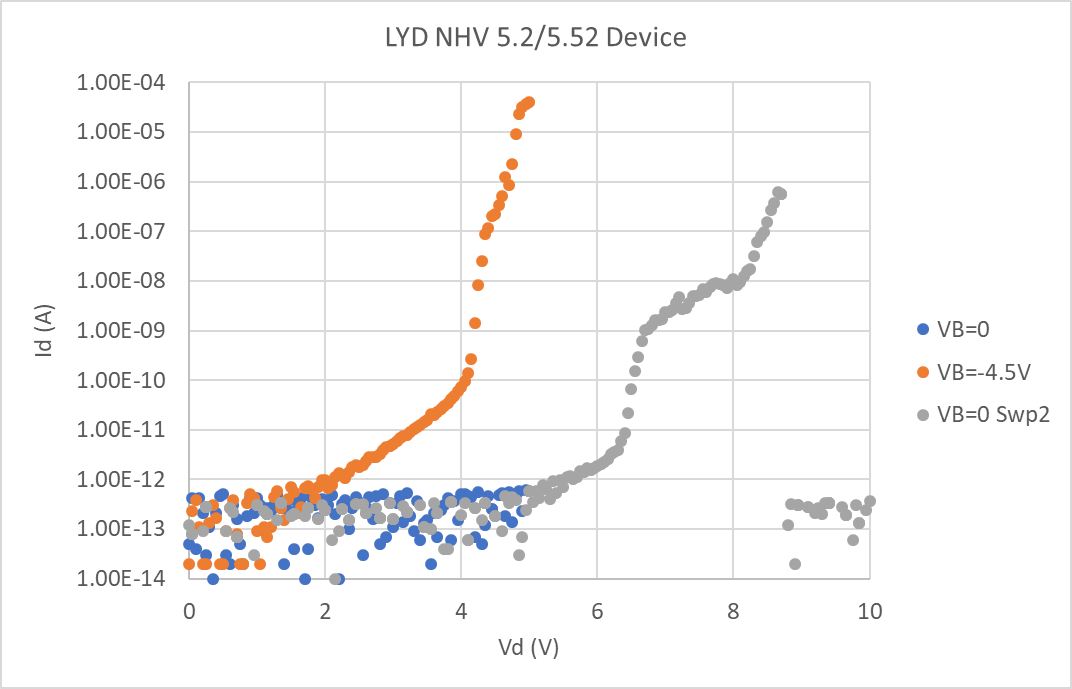 LYD NHV 5.2/5.52 Device
1.00E-04
1.00E-05
1.00E-06
1.00E-07
1.00E-08
1.00E-09
1.00E-10
1.00E-11
1.00E-12
1.00E-13
1.00E-14
Id (A)
0 2 4 6 8 10
Vd (V)
VB=0
VB=-4.5V
VB=0 Swp2